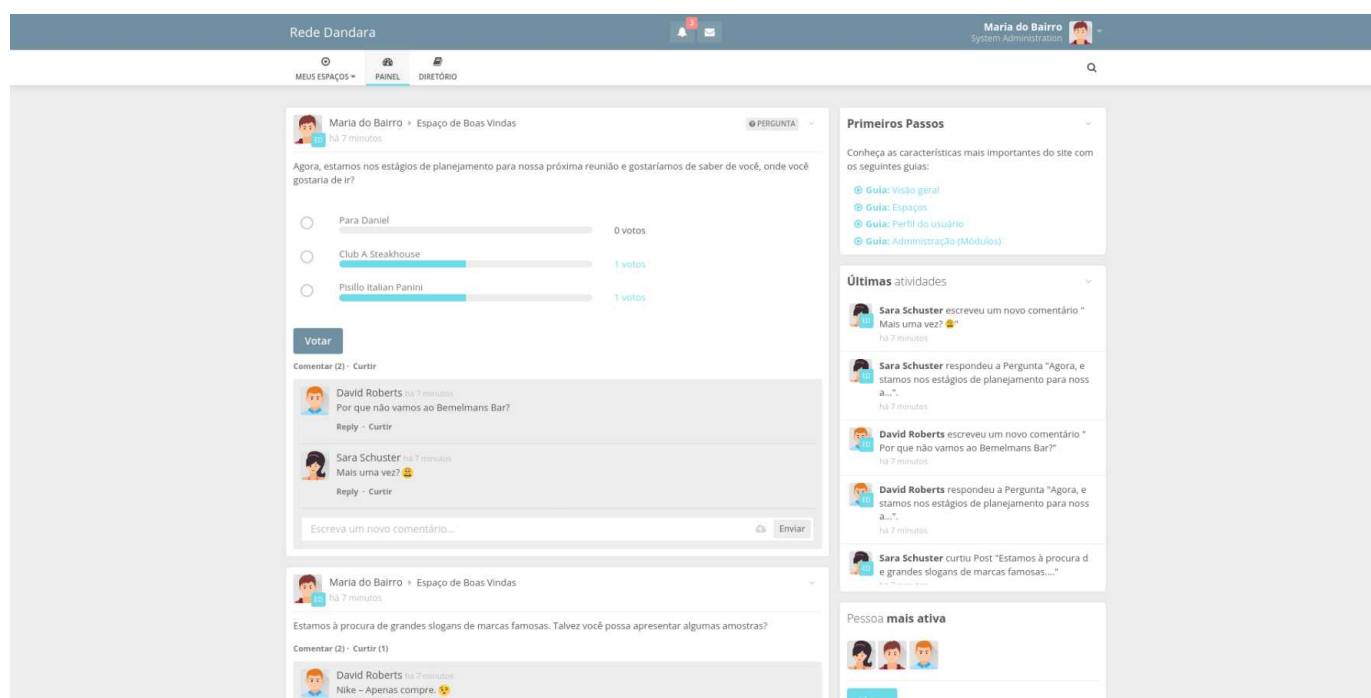 Rede Dandara
3
Maria do Bairro
System Administration
MEUS ESPAÇOS
PAINEL
DIRETÓRIO
Maria do Bairro Espaço de Boas Vindas
PERGUNTA
há 7 minutos
Agora, estamos nos estágios de planejamento para nossa próxima reunião e gostaríamos de saber de você, onde você
gostaria de ir?
Para Daniel
0 votos
Club A Steakhouse
1 votos
Pisillo Italian Panini
1 votos
Votar
Comentar (2) · Curtir
David Roberts há 7 minutos
Por que não vamos ao Bemelmans Bar?
Reply · Curtir
Sara Schuster há 7 minutos
Mais uma vez? 😩
Reply · Curtir
Escreva um novo comentário...
Enviar
Maria do Bairro Espaço de Boas Vindas
há 7 minutos
Estamos à procura de grandes slogans de marcas famosas. Talvez você possa apresentar algumas amostras?
Comentar (2) · Curtir (1)
David Roberts há 7 minutos
Nike – Apenas compre. 😉
Primeiros Passos
Conheça as características mais importantes do site com
os seguintes guias:
Guia: Visão geral
Guia: Espaços
Guia: Perfil do usuário
Guia: Administração (Módulos)
Últimas atividades
Sara Schuster escreveu um novo comentário "
Mais uma vez? 😩"
há 7 minutos
Sara Schuster respondeu a Pergunta "Agora, e
stamos nos estágios de planejamento para noss
a...".
há 7 minutos
David Roberts escreveu um novo comentário "
Por que não vamos ao Bemelmans Bar?"
há 7 minutos
David Roberts respondeu a Pergunta "Agora, e
stamos nos estágios de planejamento para noss
a...".
há 7 minutos
Sara Schuster curtiu Post "Estamos à procura d
e grandes slogans de marcas famosas...."
Pessoa mais ativa